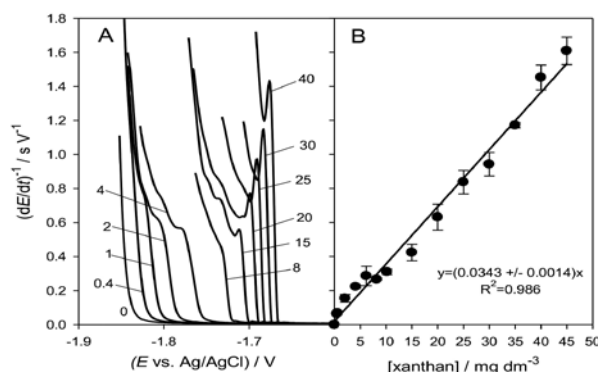 A
B
(dE/dt)⁻¹ / s V⁻¹
1.8
1.6
1.4
1.2
1.0
0.8
0.6
0.4
0.2
0.0
40
30
25
20
15
8
4
2
1
0.4
0
-1.9 -1.8 -1.7
(E vs. Ag/AgCl) / V
y=(0.0343 +/- 0.0014)x
R²=0.986
0 5 10 15 20 25 30 35 40 45 50
[xanthan] / mg dm⁻³